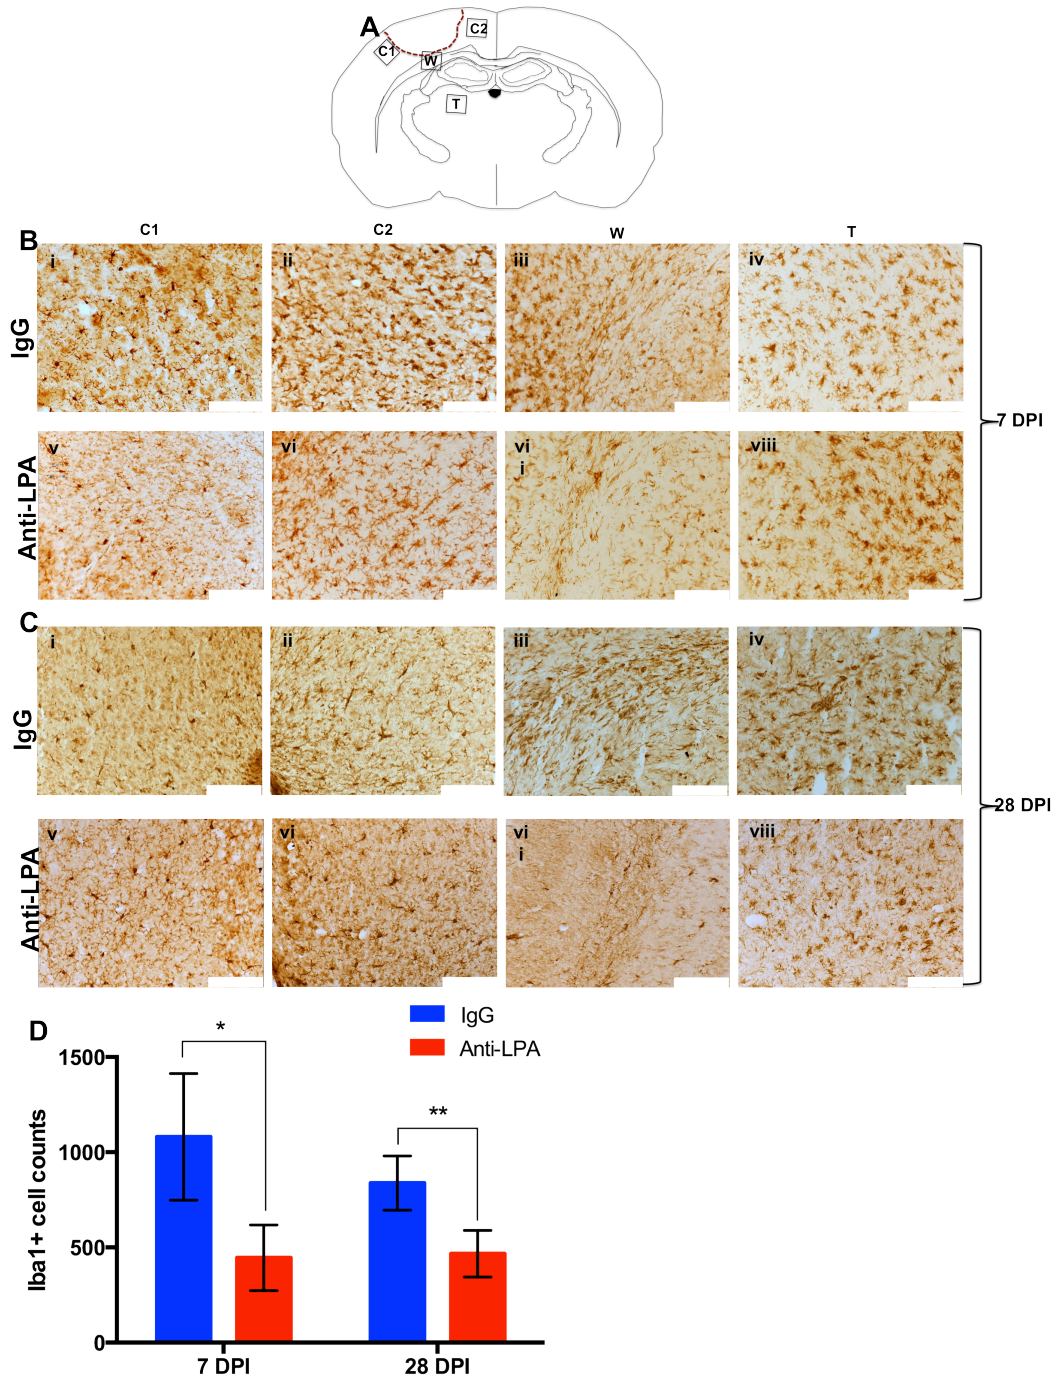 A
C2
C1
W
T
B
C1
C2
W
T
IgG
i
ii
iii
iv
Anti-LPA
v
vi
vi
i
viii
7 DPI
C
IgG
i
ii
iii
iv
Anti-LPA
v
vi
vi
i
viii
28 DPI
D
IgG
Anti-LPA
*
**
Iba1+ cell counts
1500
1000
500
0
7 DPI
28 DPI